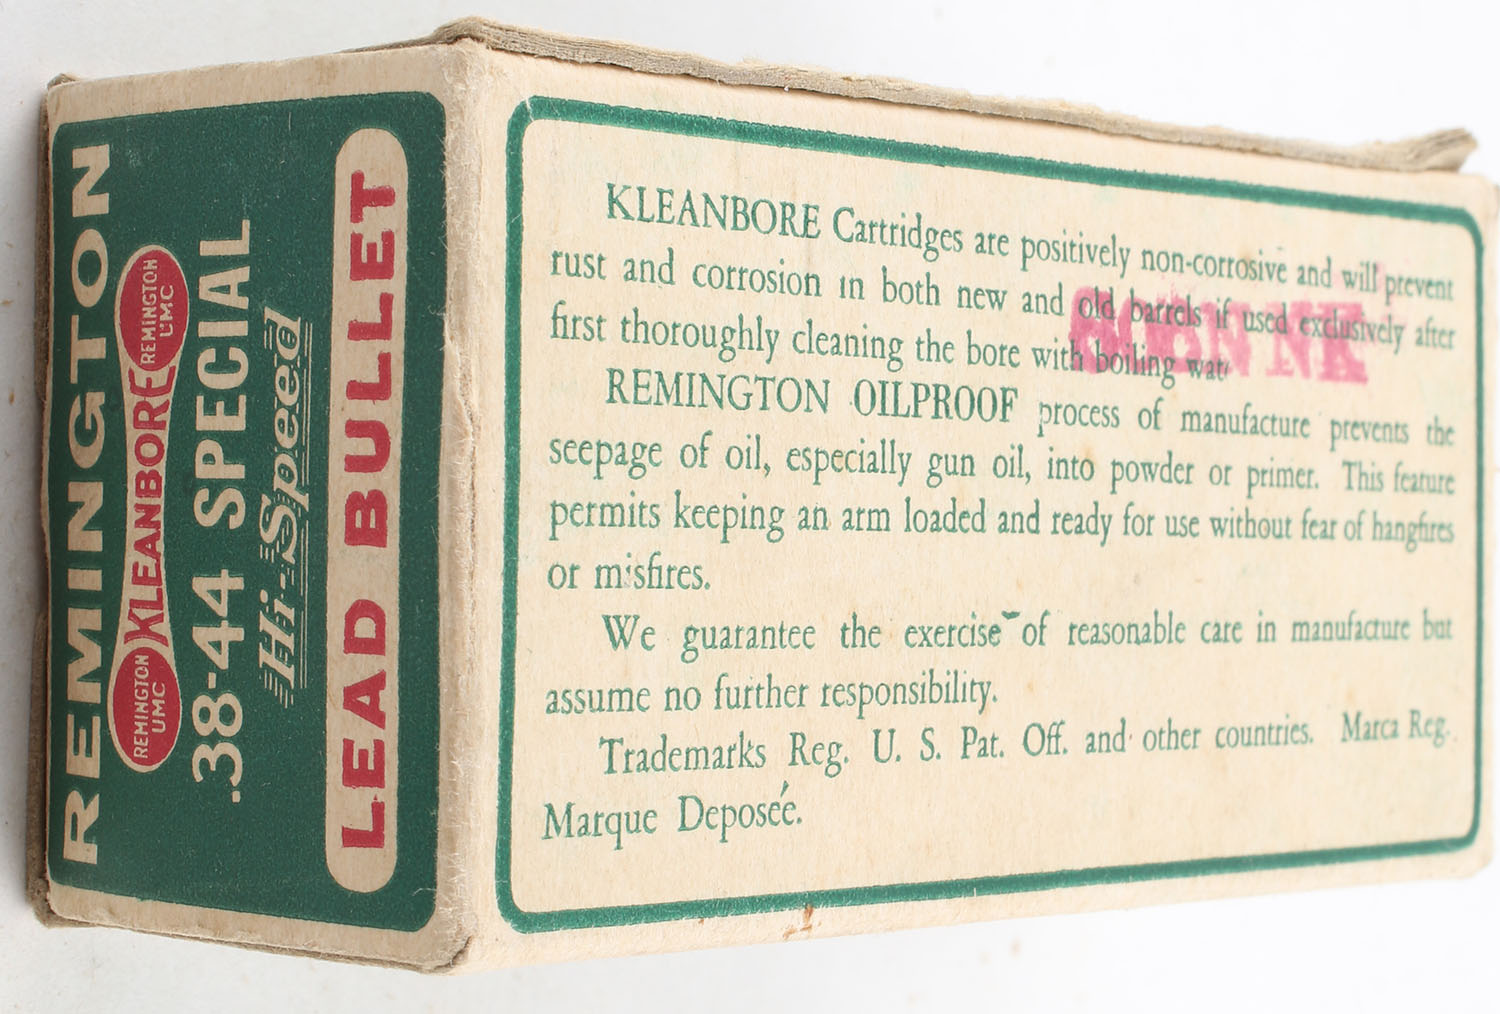 REMINGTON
REMINGTON
UMC
KLEANBORE
REMINGTON
UMC
.38-44 SPECIAL
Hi-Speed
LEAD BULLET
KLEANBORE Cartridges are positively non-corrosive and will prevent
rust and corrosion in both new and old barrels if used exclusively after
first thoroughly cleaning the bore with boiling wat
REMINGTON OILPROOF process of manufacture prevents the
seepage of oil, especially gun oil, into powder or primer. This feature
permits keeping an arm loaded and ready for use without fear of hangfires
or misfires.
We guarantee the exercise of reasonable care in manufacture but
assume no further responsibility.
Trademarks Reg. U. S. Pat. Off. and other countries. Marca Reg.
Marque Deposée.